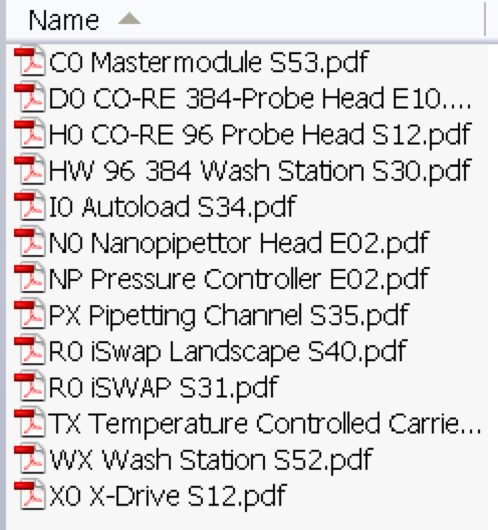 Name
C0 Mastermodule S53.pdf
D0 CO-RE 384-Probe Head E10....
H0 CO-RE 96 Probe Head S12.pdf
HW 96 384 Wash Station S30.pdf
I0 Autoload S34.pdf
N0 Nanopipettor Head E02.pdf
NP Pressure Controller E02.pdf
PX Pipetting Channel S35.pdf
R0 iSwap Landscape S40.pdf
R0 iSWAP S31.pdf
TX Temperature Controlled Carrie...
WX Wash Station S52.pdf
X0 X-Drive S12.pdf